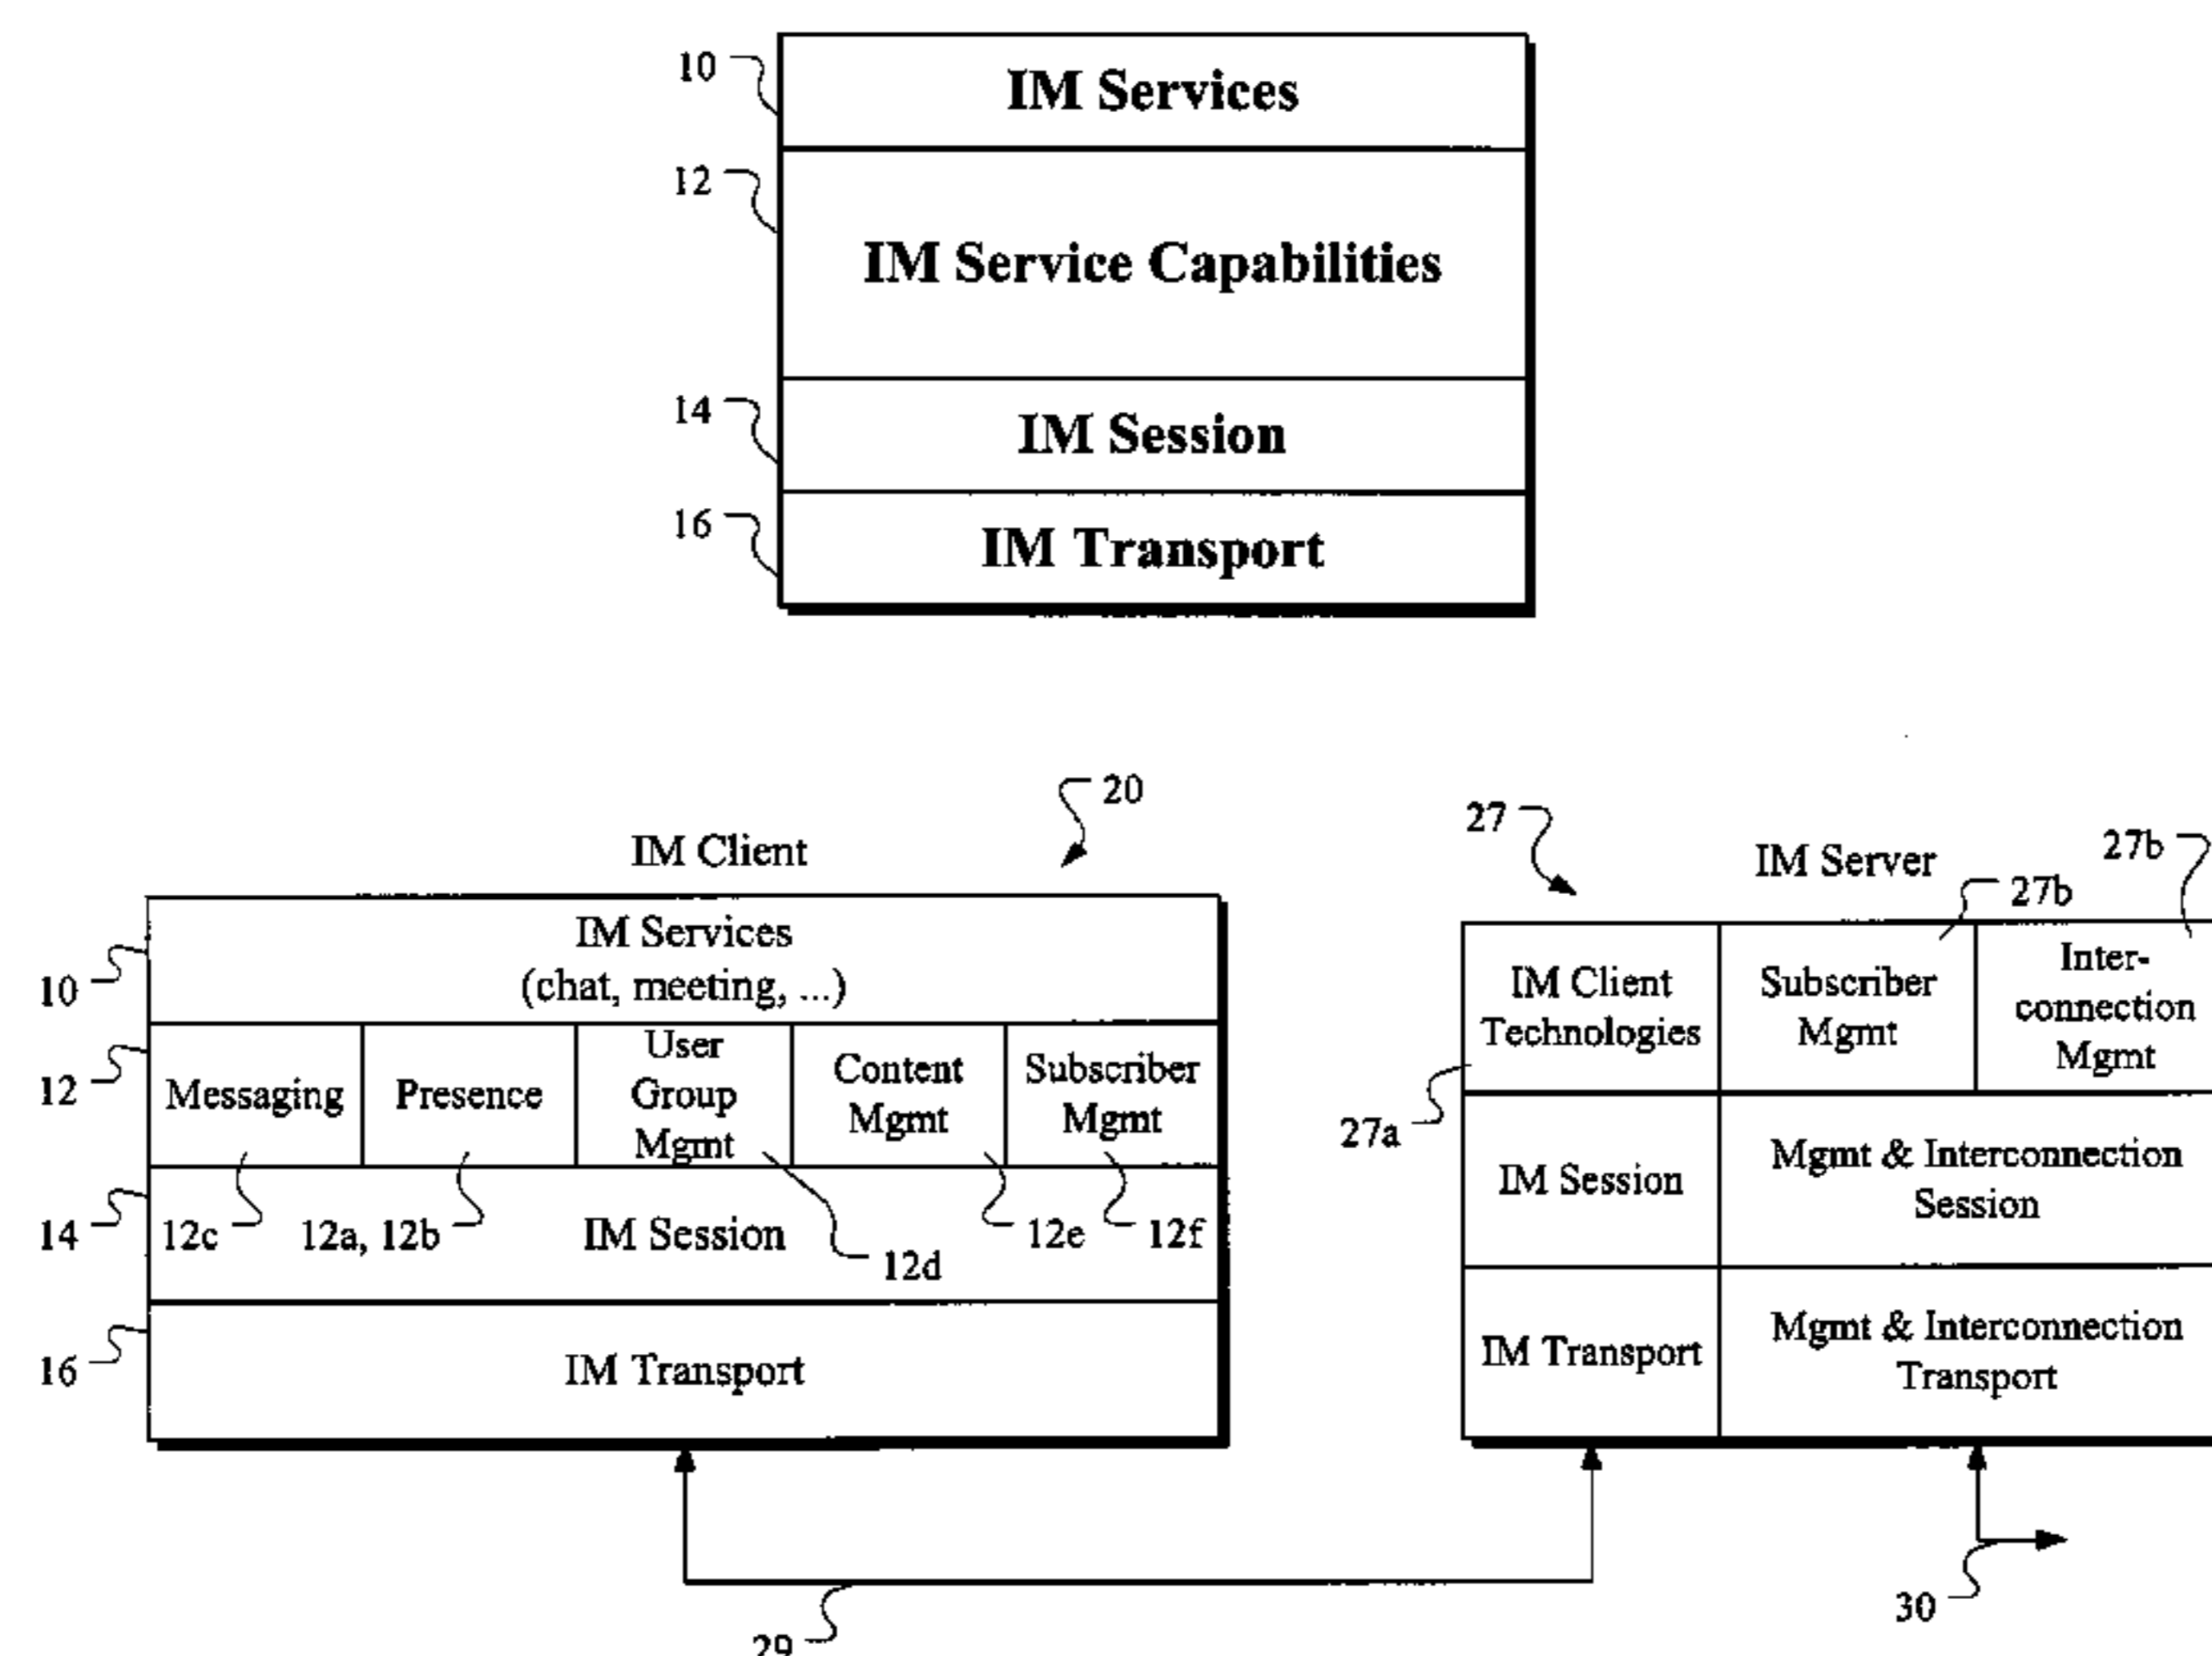 10
IM Services
12
IM Service Capabilities
14
IM Session
16
IM Transport
20
IM Client
27
IM Server
27b
27b
10
IM Services
(chat, meeting, ...)
12
Messaging
Presence
User
Group
Mgmt
Content
Mgmt
Subscriber
Mgmt
14
12c
12a, 12b
IM Session
12d
12e
12f
16
IM Transport
IM Client
Technologies
Subscriber
Mgmt
Inter-
connection
Mgmt
27a
IM Session
Mgmt & Interconnection
Session
IM Transport
Mgmt & Interconnection
Transport
29
30